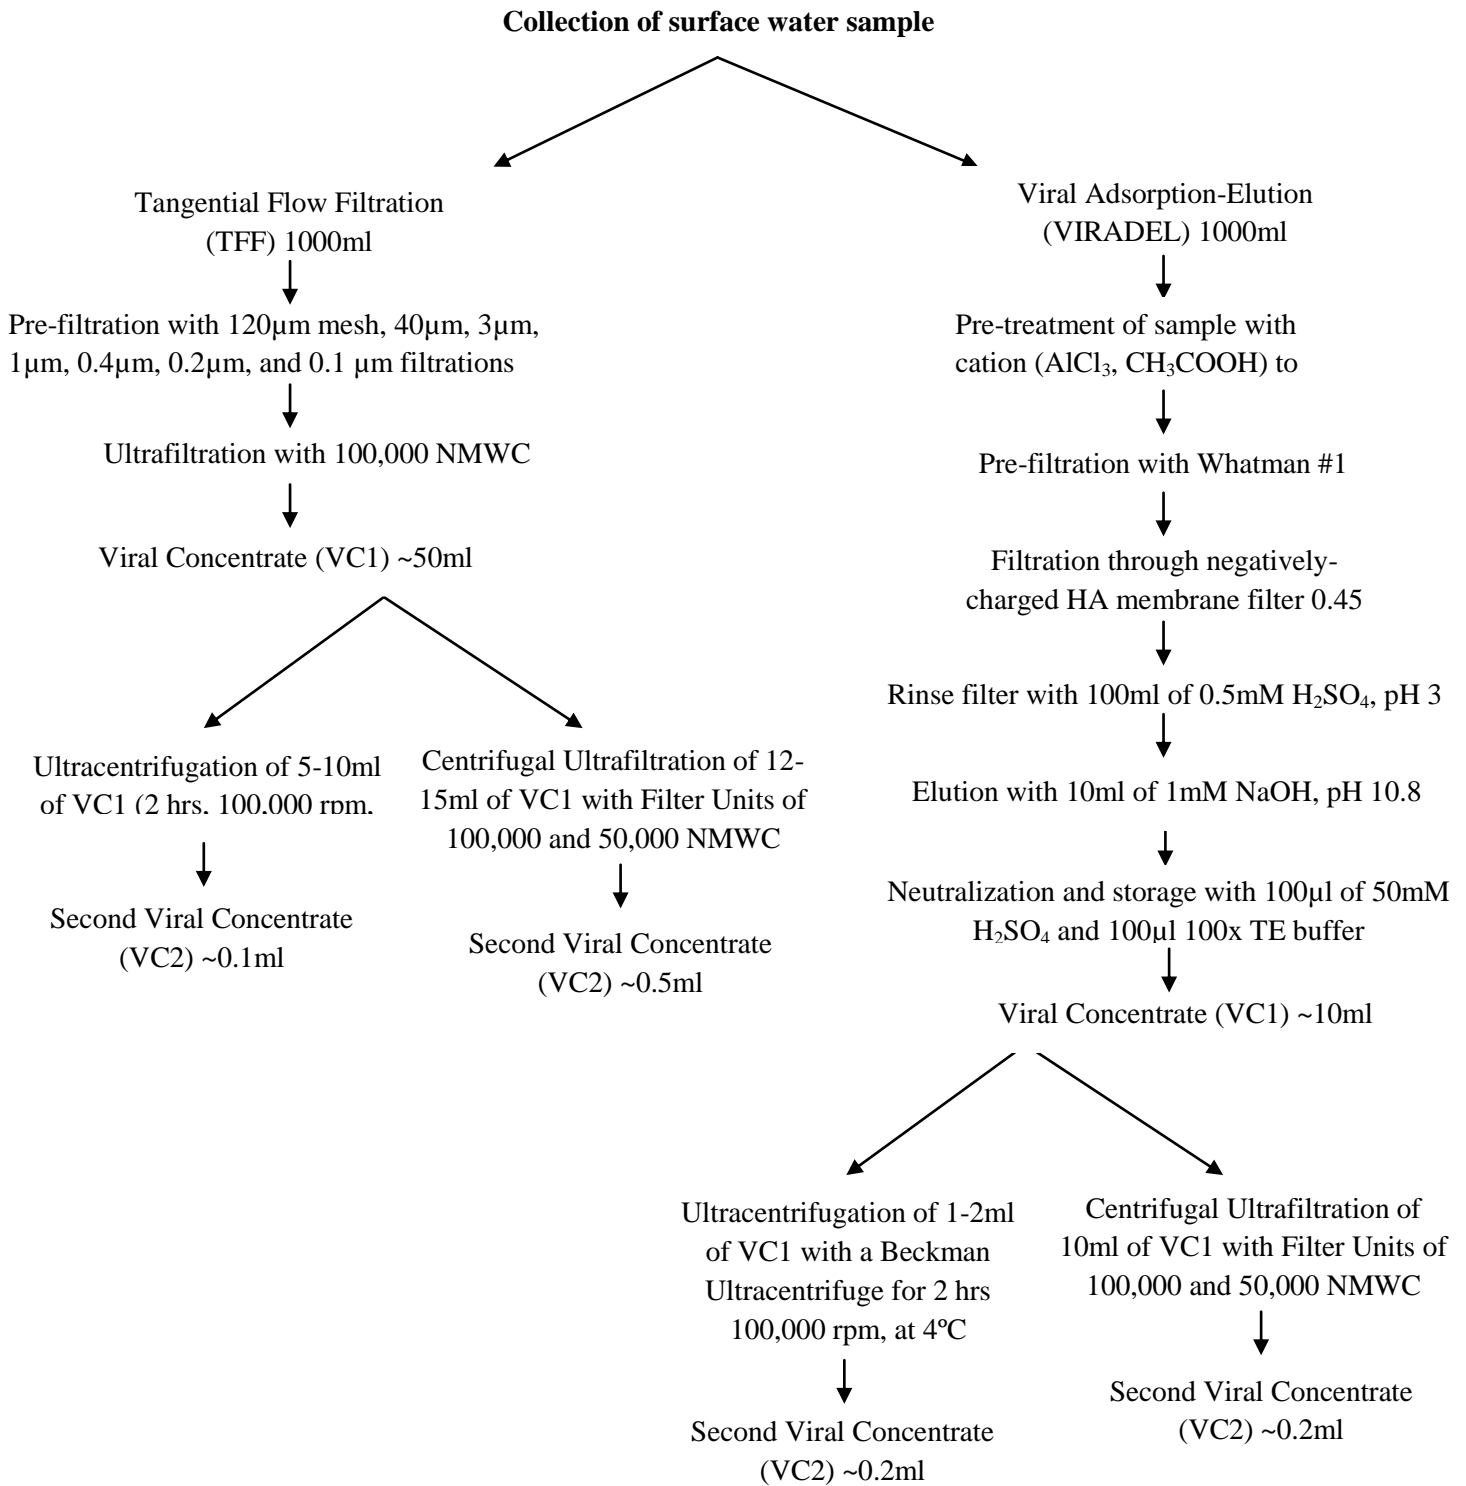 Collection of surface water sample
Tangential Flow Filtration
(TFF) 1000ml
Pre-filtration with 120µm mesh, 40µm, 3µm,
1µm, 0.4µm, 0.2µm, and 0.1 µm filtrations
Ultrafiltration with 100,000 NMWC
Viral Concentrate (VC1) ~50ml
Ultracentrifugation of 5-10ml
of VC1 (2 hrs, 100,000 rpm,
Second Viral Concentrate
(VC2) ~0.1ml
Centrifugal Ultrafiltration of 12-
15ml of VC1 with Filter Units of
100,000 and 50,000 NMWC
Second Viral Concentrate
(VC2) ~0.5ml
Viral Adsorption-Elution
(VIRADEL) 1000ml
Pre-treatment of sample with
cation (AlCl₃, CH₃COOH) to
Pre-filtration with Whatman #1
Filtration through negatively-
charged HA membrane filter 0.45
Rinse filter with 100ml of 0.5mM H₂SO₄, pH 3
Elution with 10ml of 1mM NaOH, pH 10.8
Neutralization and storage with 100µl of 50mM
H₂SO₄ and 100µl 100x TE buffer
Viral Concentrate (VC1) ~10ml
Ultracentrifugation of 1-2ml
of VC1 with a Beckman
Ultracentrifuge for 2 hrs
100,000 rpm, at 4ºC
Second Viral Concentrate
(VC2) ~0.2ml
Centrifugal Ultrafiltration of
10ml of VC1 with Filter Units of
100,000 and 50,000 NMWC
Second Viral Concentrate
(VC2) ~0.2ml